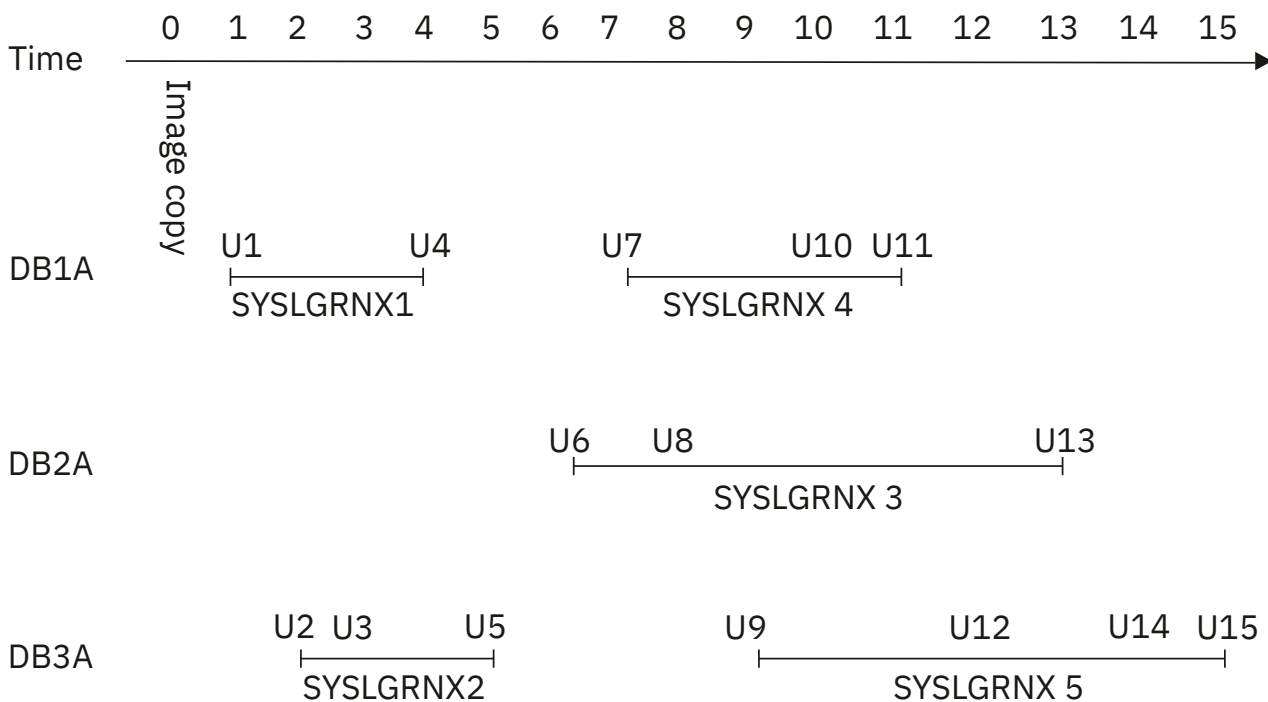 0 1 2 3 4 5 6 7 8 9 10 11 12 13 14 15
Time
Image copy
U1 U4 U7 U10 U11
DB1A
SYSLGRNX1 SYSLGRNX 4
U6 U8 U13
DB2A
SYSLGRNX 3
U2 U3 U5 U9 U12 U14 U15
DB3A
SYSLGRNX2 SYSLGRNX 5